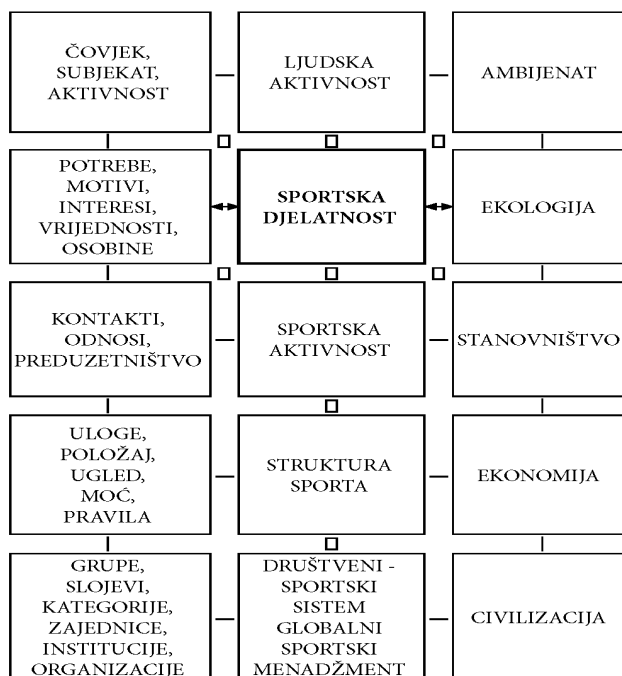 ČOVJEK,
SUBJEKAT,
AKTIVNOST
LJUDSKA
AKTIVNOST
AMBIJENAT
POTREBE,
MOTIVI,
INTERESI,
VRIJEDNOSTI,
OSOBINE
SPORTSKA
DJELATNOST
EKOLOGIJA
KONTAKTI,
ODNOSI,
PREDUZETNIŠTVO
SPORTSKA
AKTIVNOST
STANOVNIŠTVO
ULOGE,
POLOŽAJ,
UGLED,
MOĆ,
PRAVILA
STRUKTURA
SPORTA
EKONOMIJA
GRUPE,
SLOJEVI,
KATEGORIJE,
ZAJEDNICE,
INSTITUCIJE,
ORGANIZACIJE
DRUŠTVENI -
SPORTSKI
SISTEM
GLOBALNI
SPORTSKI
MENADŽMENT
CIVILIZACIJA